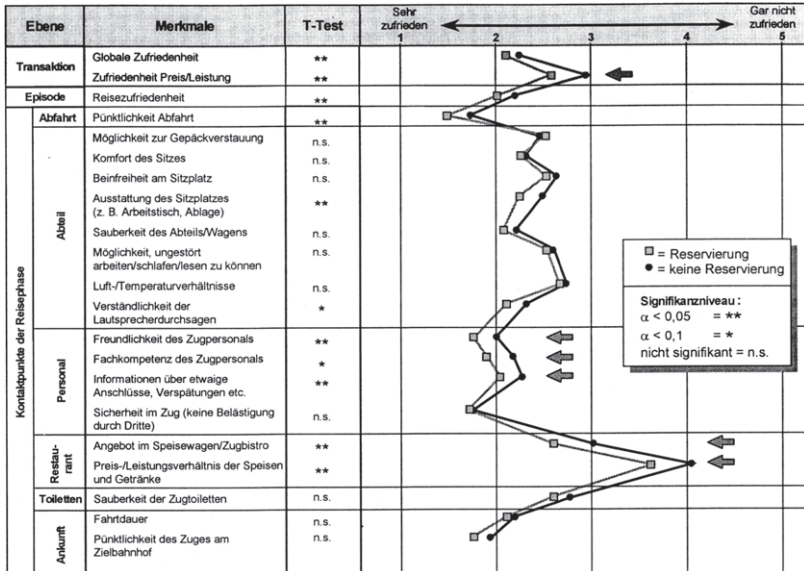 Ebene Merkmale T-Test Sehr zufrieden Gar nicht zufrieden
1 2 3 4 5
Transaktion
Globale Zufriedenheit **
Zufriedenheit Preis/Leistung **
Episode Reisezufriedenheit **
Kontaktpunkte der Reisephase
Abfahrt Pünktlichkeit Abfahrt **
Abteil
Möglichkeit zur Gepäckverstauung n.s.
Komfort des Sitzes n.s.
Beinfreiheit am Sitzplatz n.s.
Ausstattung des Sitzplatzes **
(z. B. Arbeitstisch, Ablage)
Sauberkeit des Abteils/Wagens n.s.
Möglichkeit, ungestört n.s.
arbeiten/schlafen/lesen zu können
Luft-/Temperaturverhältnisse n.s.
Verständlichkeit der *
Lautsprecherdurchsagen
Personal
Freundlichkeit des Zugpersonals **
Fachkompetenz des Zugpersonals *
Informationen über etwaige **
Anschlüsse, Verspätungen etc.
Sicherheit im Zug (keine Belästigung n.s.
durch Dritte)
Restau-
rant
Angebot im Speisewagen/Zugbistro **
Preis-/Leistungsverhältnis der Speisen **
und Getränke
Toiletten Sauberkeit der Zugtoiletten n.s.
Ankunft
Fahrtdauer n.s.
Pünktlichkeit des Zuges am n.s.
Zielbahnhof
= Reservierung
= keine Reservierung
Signifikanzniveau :
α < 0,05 = **
α < 0,1 = *
nicht signifikant = n.s.